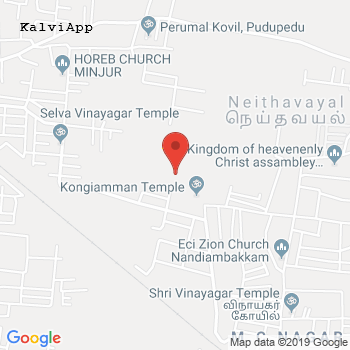 KalviApp
Perumal Kovil, Pudupedu
HOREB CHURCH
MINJUR
Neithavayal
நெய்தவயல்
Selva Vinayagar Temple
Kingdom of heavenenly
Christ assambley...
Kongiamman Temple
Eci Zion Church
Nandiambakkam
Shri Vinayagar Temple
விநாயகர்
கோயில்
Google
M.G NAGAR
Map data ©2019 Google